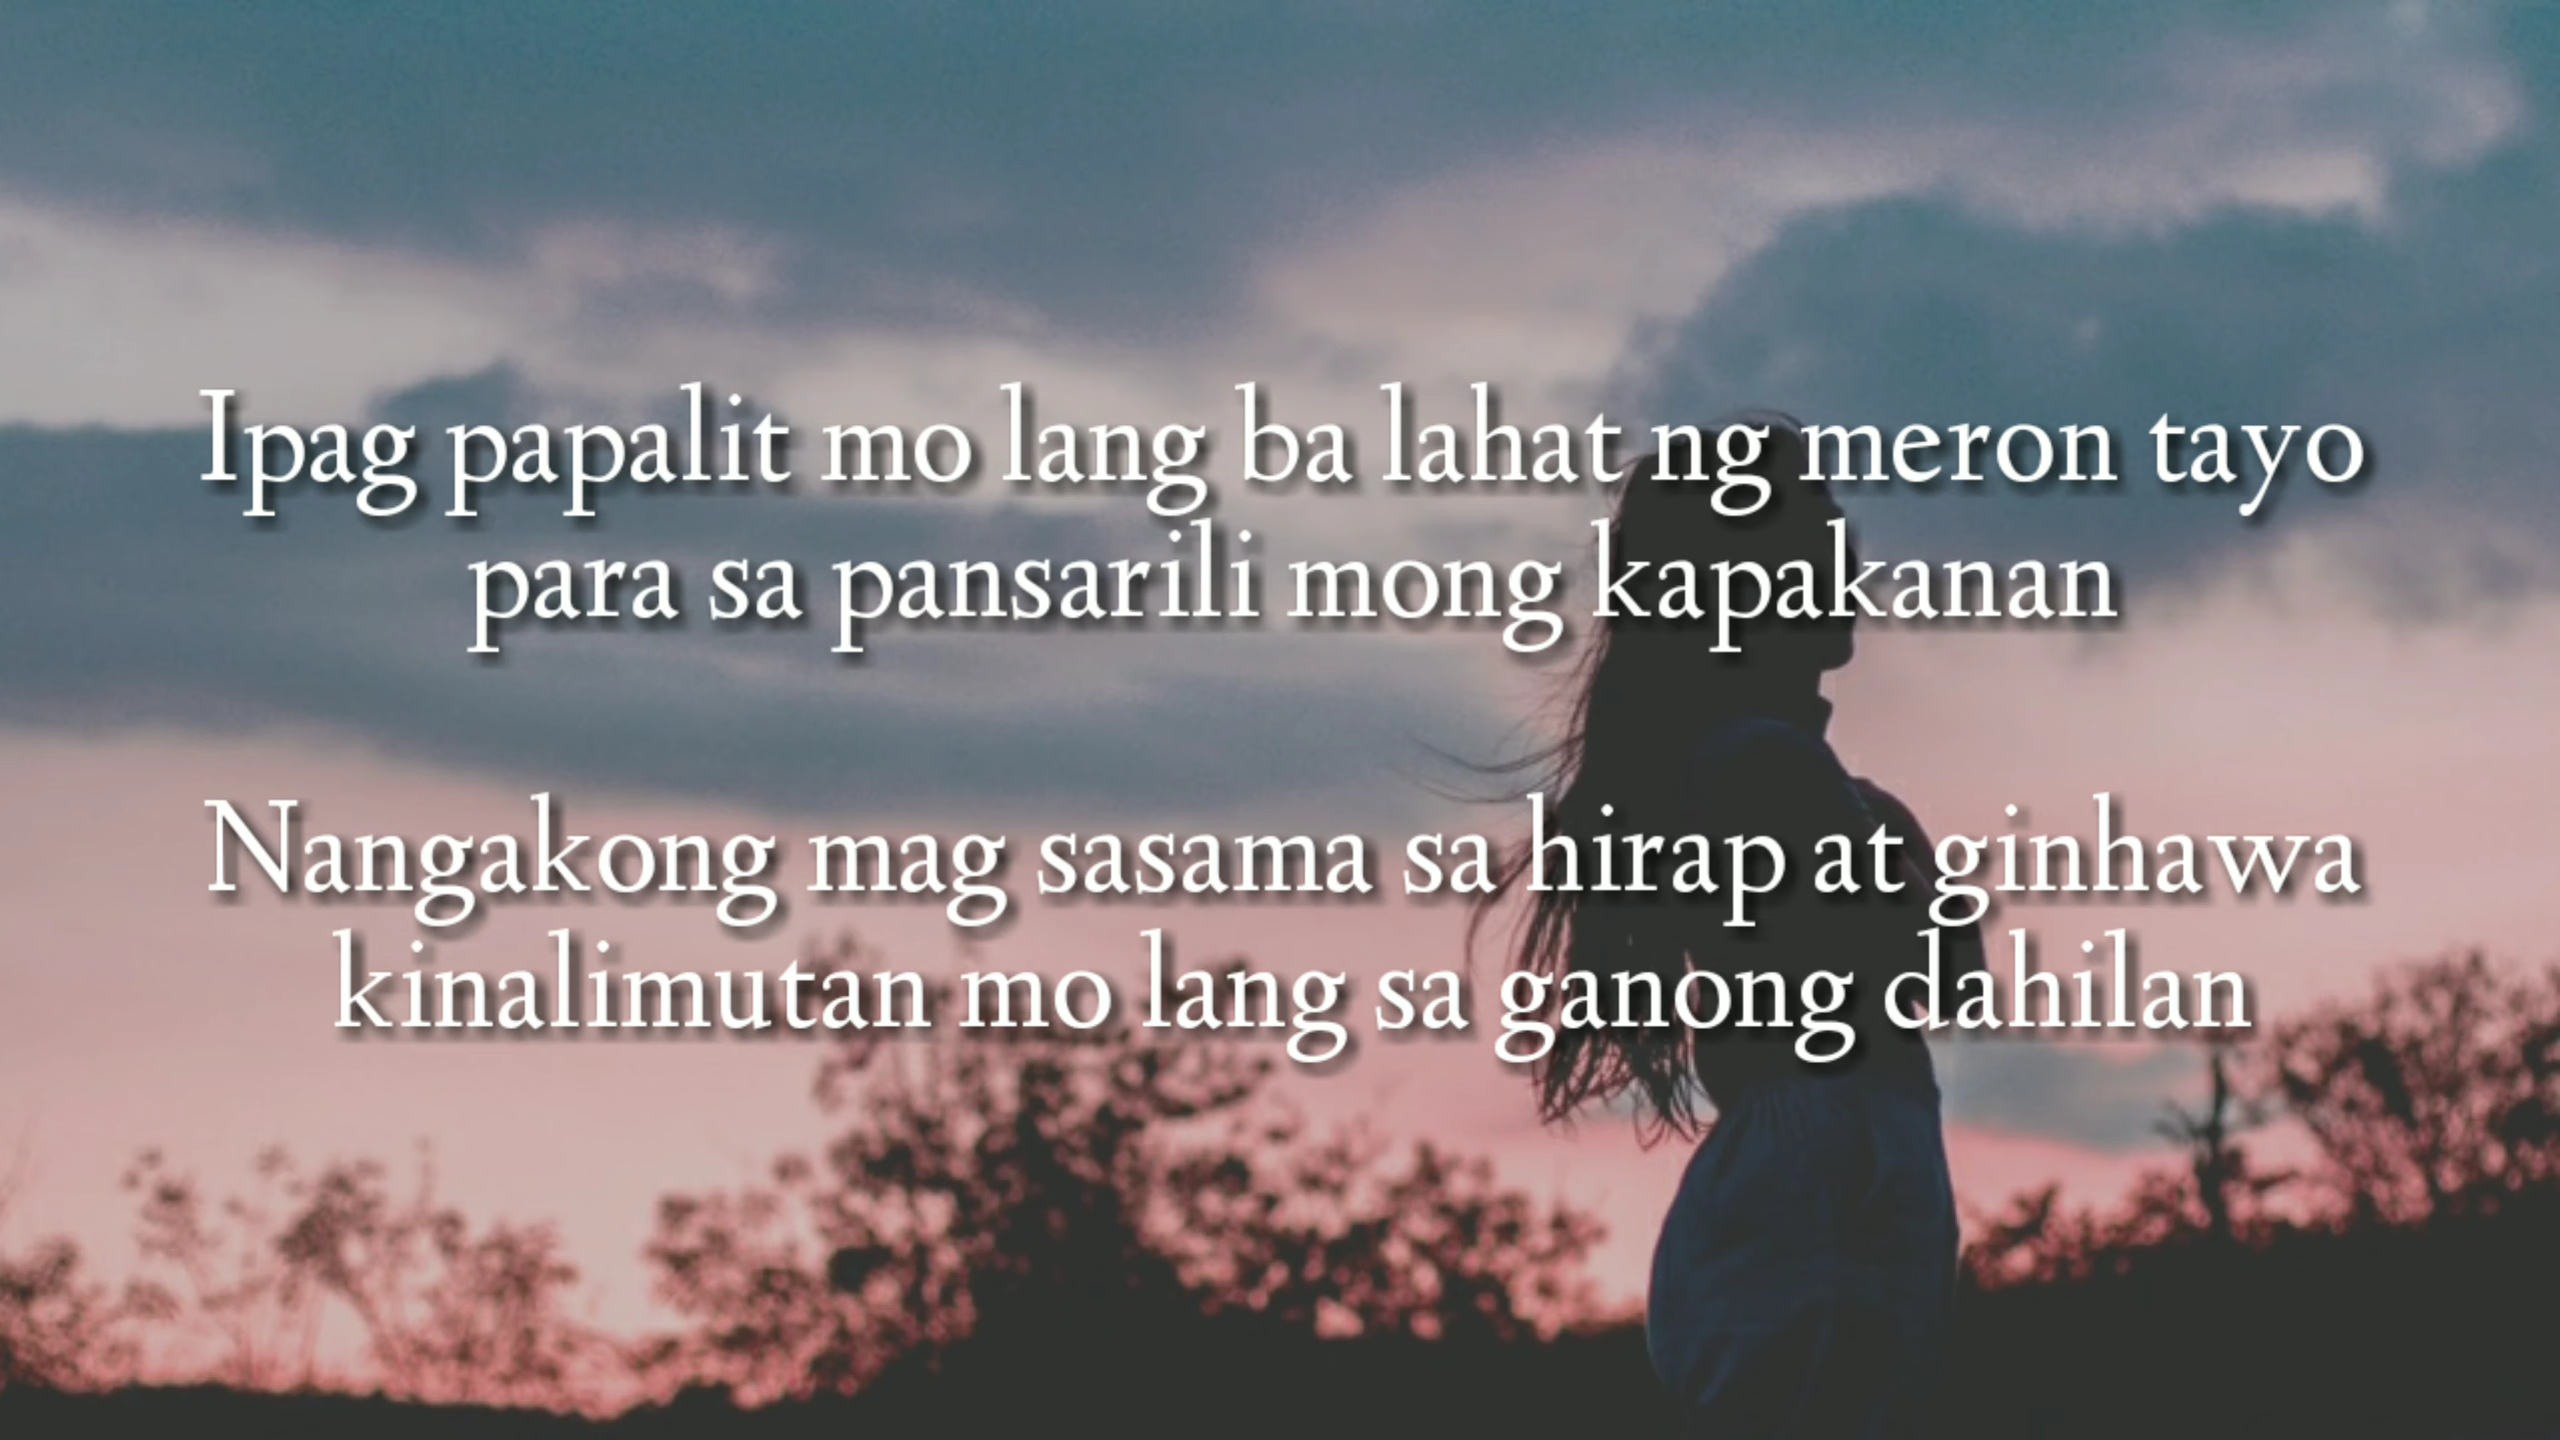 Ipag papalit mo lang ba lahat ng meron tayo
para sa pansarili mong kapakanan
Nangakong mag sasama sa hirap at ginhawa
kinalimutan mo lang sa ganong dahilan